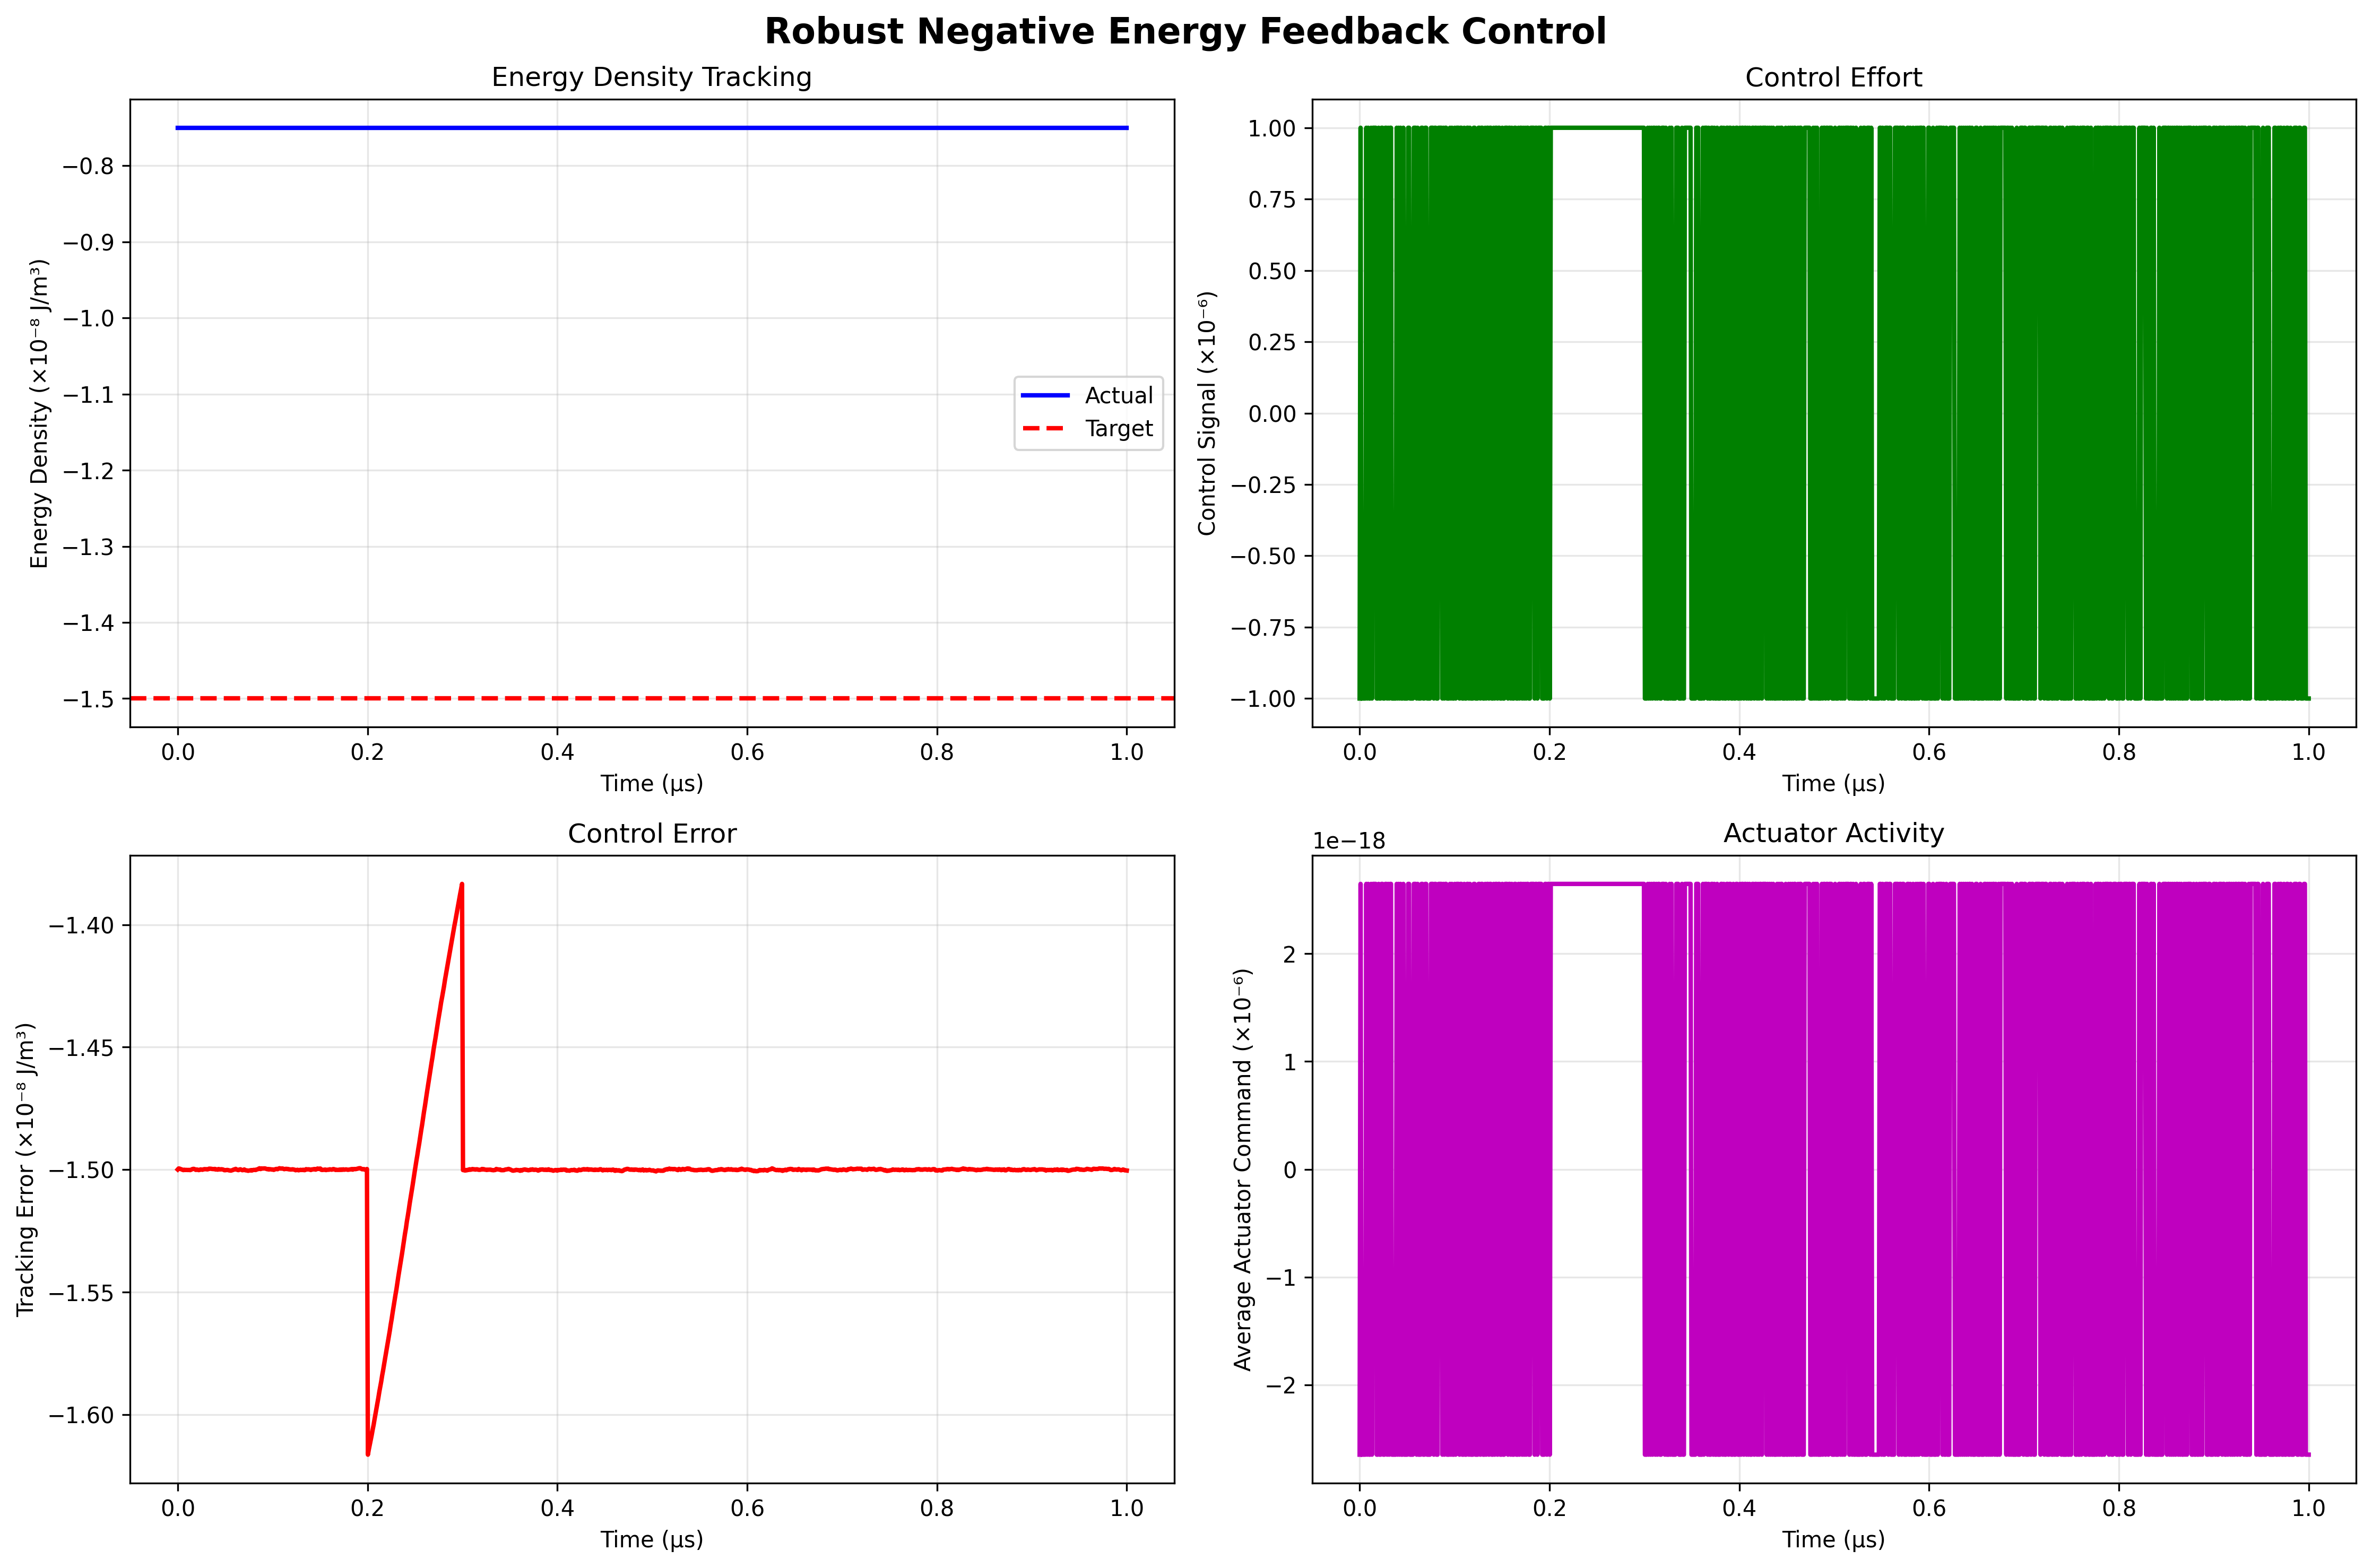 Robust Negative Energy Feedback Control
Energy Density Tracking
Energy Density (×10⁻⁸ J/m³)
−0.8
−0.9
−1.0
−1.1
−1.2
−1.3
−1.4
−1.5
Actual
Target
0.0 0.2 0.4 0.6 0.8 1.0
Time (μs)
Control Effort
Control Signal (×10⁻⁶)
1.00
0.75
0.50
0.25
0.00
−0.25
−0.50
−0.75
−1.00
0.0 0.2 0.4 0.6 0.8 1.0
Time (μs)
Control Error
Tracking Error (×10⁻⁸ J/m³)
−1.40
−1.45
−1.50
−1.55
−1.60
0.0 0.2 0.4 0.6 0.8 1.0
Time (μs)
Actuator Activity
1e−18
Average Actuator Command (×10⁻⁶)
2
1
0
−1
−2
0.0 0.2 0.4 0.6 0.8 1.0
Time (μs)